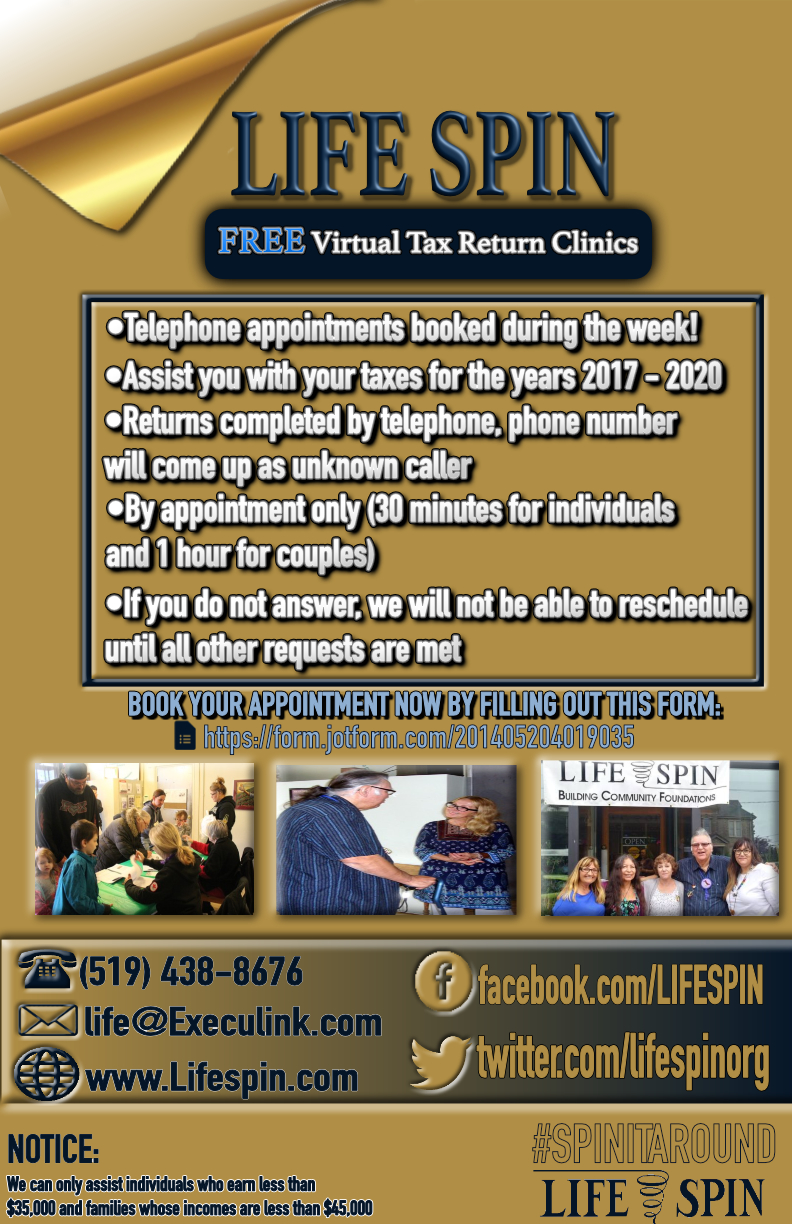 LIFE SPIN
FREE Virtual Tax Return Clinics
•Telephone appointments booked during the week!
•Assist you with your taxes for the years 2017 – 2020
•Returns completed by telephone, phone number
will come up as unknown caller
•By appointment only (30 minutes for individuals
and 1 hour for couples)
•If you do not answer, we will not be able to reschedule
until all other requests are met
BOOK YOUR APPOINTMENT NOW BY FILLING OUT THIS FORM:
https://form.jotform.com/201405204019035
LIFE SPIN
BUILDING COMMUNITY FOUNDATIONS
OPEN
(519) 438-8676
life@Execulink.com
www.Lifespin.com
facebook.com/LIFESPIN
twitter.com/lifespinorg
NOTICE:
We can only assist individuals who earn less than
$35,000 and families whose incomes are less than $45,000
#SPINITAROUND
LIFE SPIN